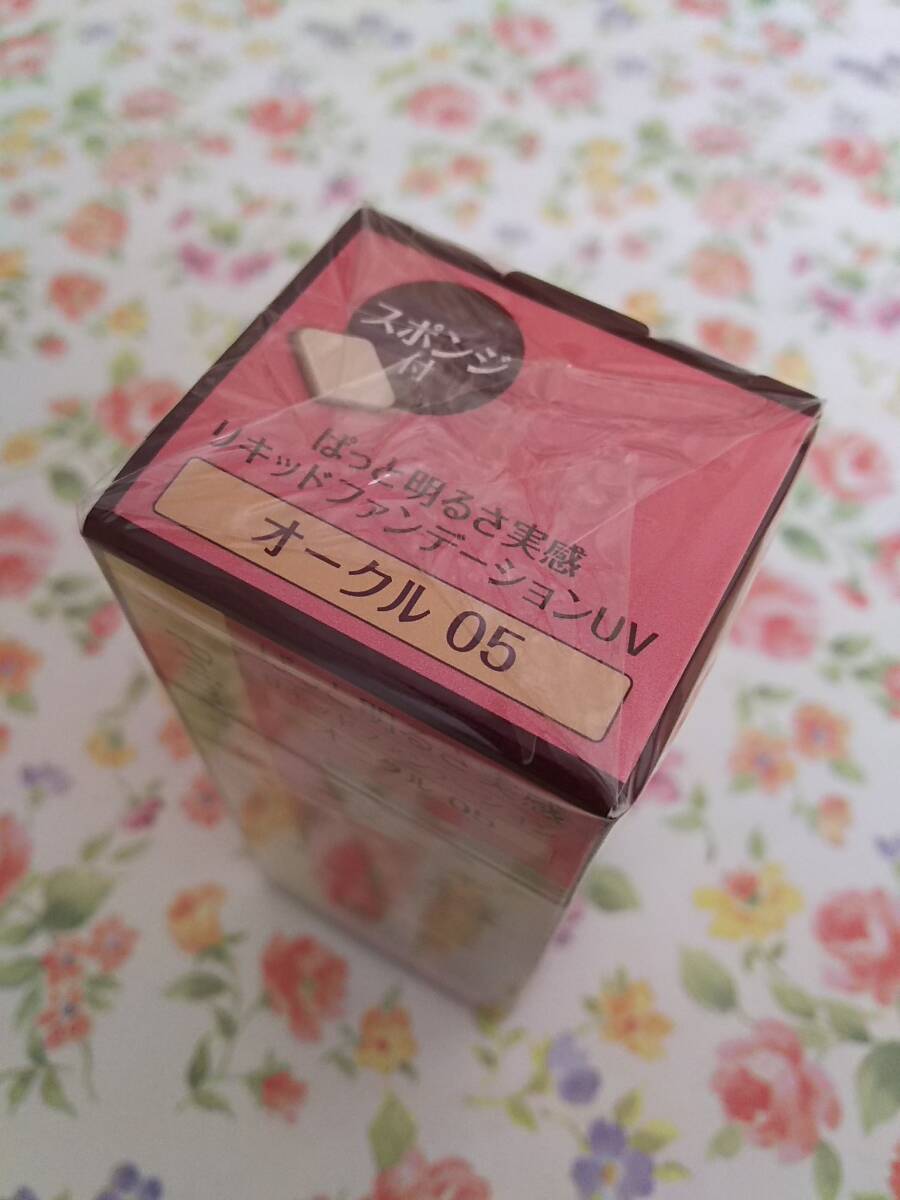 スポンジ
付
ぱっと明るさ実感
リキッドファンデーションUV
オークル 05